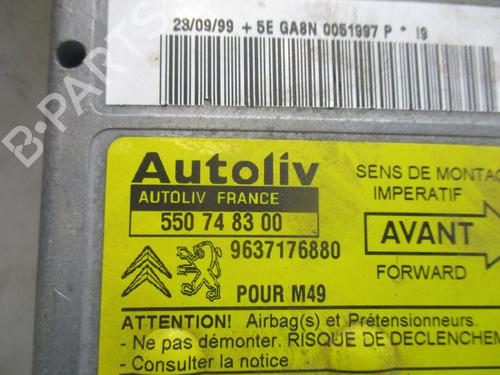 23/09/99 + 5E GA8N 0051997 P * I9
B-PARTS
Autoliv
AUTOLIV FRANCE
550 74 83 00
9637176880
POUR M49
SENS DE MONTAG
IMPERATIF
AVANT
FORWARD
ATTENTION! Airbag(s) et Prétensionneurs.
- Ne pas démonter. RISQUE DE DECLENCHEM
- Consulter la notice